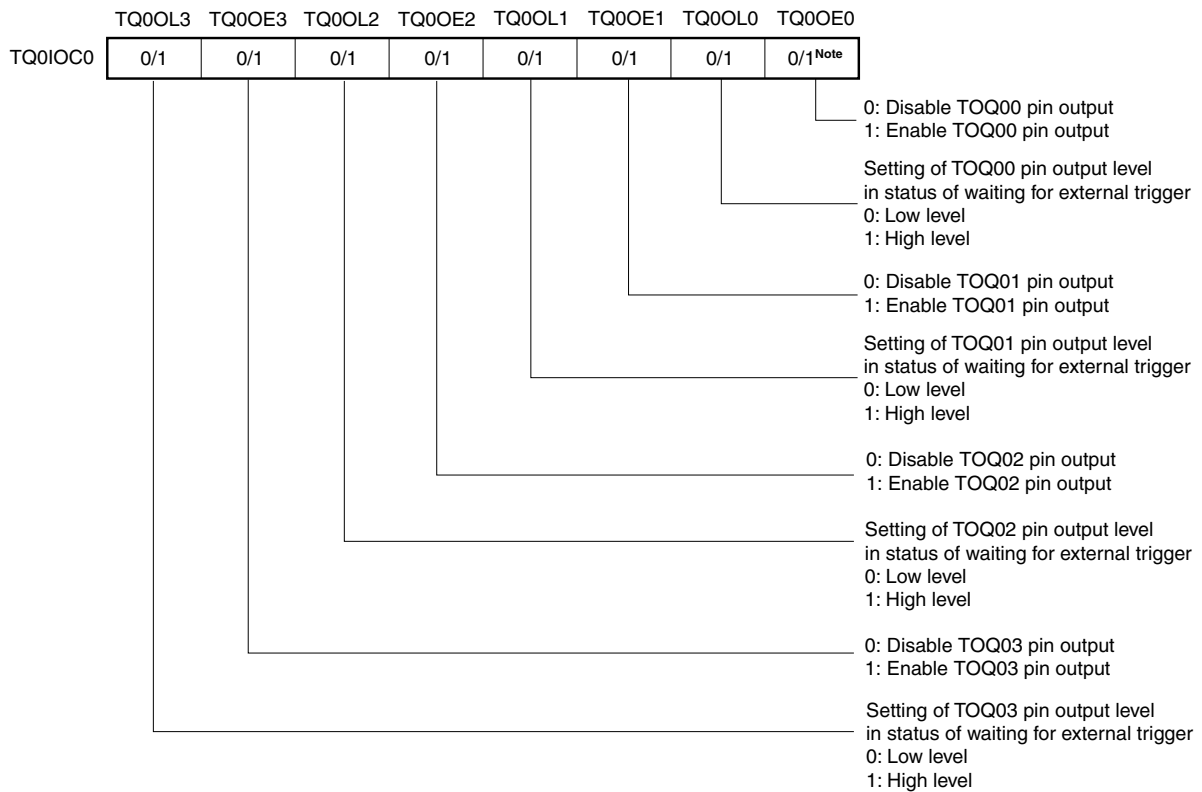 TQ0OL3 TQ0OE3 TQ0OL2 TQ0OE2 TQ0OL1 TQ0OE1 TQ0OL0 TQ0OE0
TQ0IOC0 0/1 0/1 0/1 0/1 0/1 0/1 0/1 0/1Note
0: Disable TOQ00 pin output
1: Enable TOQ00 pin output
Setting of TOQ00 pin output level
in status of waiting for external trigger
0: Low level
1: High level
0: Disable TOQ01 pin output
1: Enable TOQ01 pin output
Setting of TOQ01 pin output level
in status of waiting for external trigger
0: Low level
1: High level
0: Disable TOQ02 pin output
1: Enable TOQ02 pin output
Setting of TOQ02 pin output level
in status of waiting for external trigger
0: Low level
1: High level
0: Disable TOQ03 pin output
1: Enable TOQ03 pin output
Setting of TOQ03 pin output level
in status of waiting for external trigger
0: Low level
1: High level